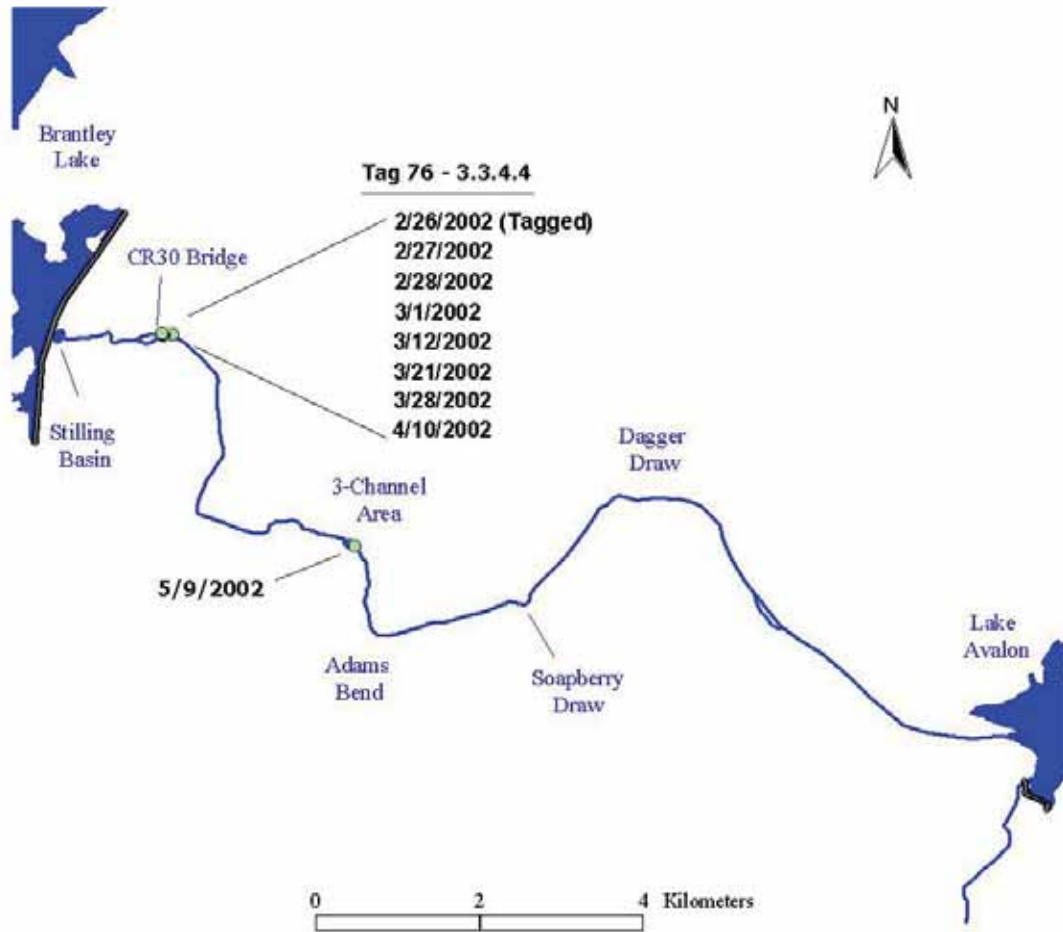 N
Brantley
Lake
Tag 76 - 3.3.4.4
2/26/2002 (Tagged)
CR30 Bridge
2/27/2002
2/28/2002
3/1/2002
3/12/2002
3/21/2002
3/28/2002
4/10/2002
Stilling
Basin
Dagger
Draw
3-Channel
Area
5/9/2002
Lake
Avalon
Adams
Bend
Soapberry
Draw
0 2 4 Kilometers